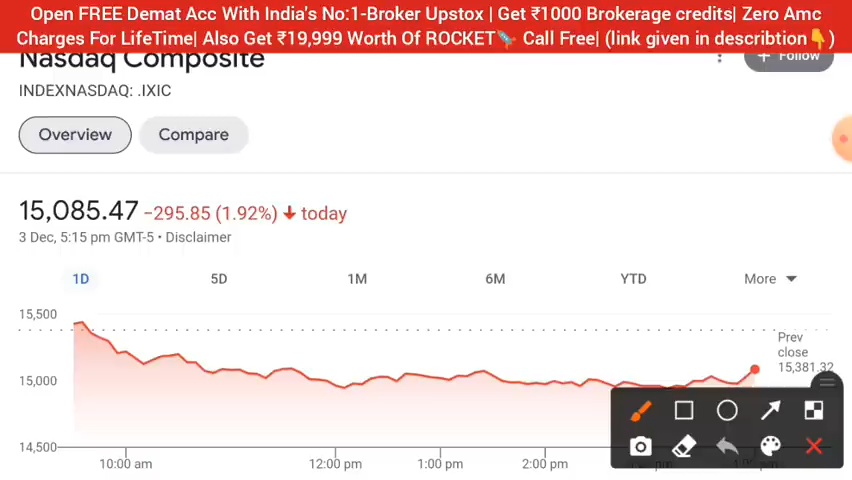 Open FREE Demat Acc With India's No:1-Broker Upstox | Get ₹1000 Brokerage credits| Zero Amc
Charges For LifeTime| Also Get ₹19,999 Worth Of ROCKET🚀 Call Free| (link given in describtion👇)
Nasdaq Composite
+ Follow
INDEXNASDAQ: .IXIC
Overview Compare
15,085.47 −295.85 (1.92%) ↓ today
3 Dec, 5:15 pm GMT-5 • Disclaimer
1D 5D 1M 6M YTD More
15,500
Prev
close
15,381.32
15,000
14,500
10:00 am 12:00 pm 1:00 pm 2:00 pm